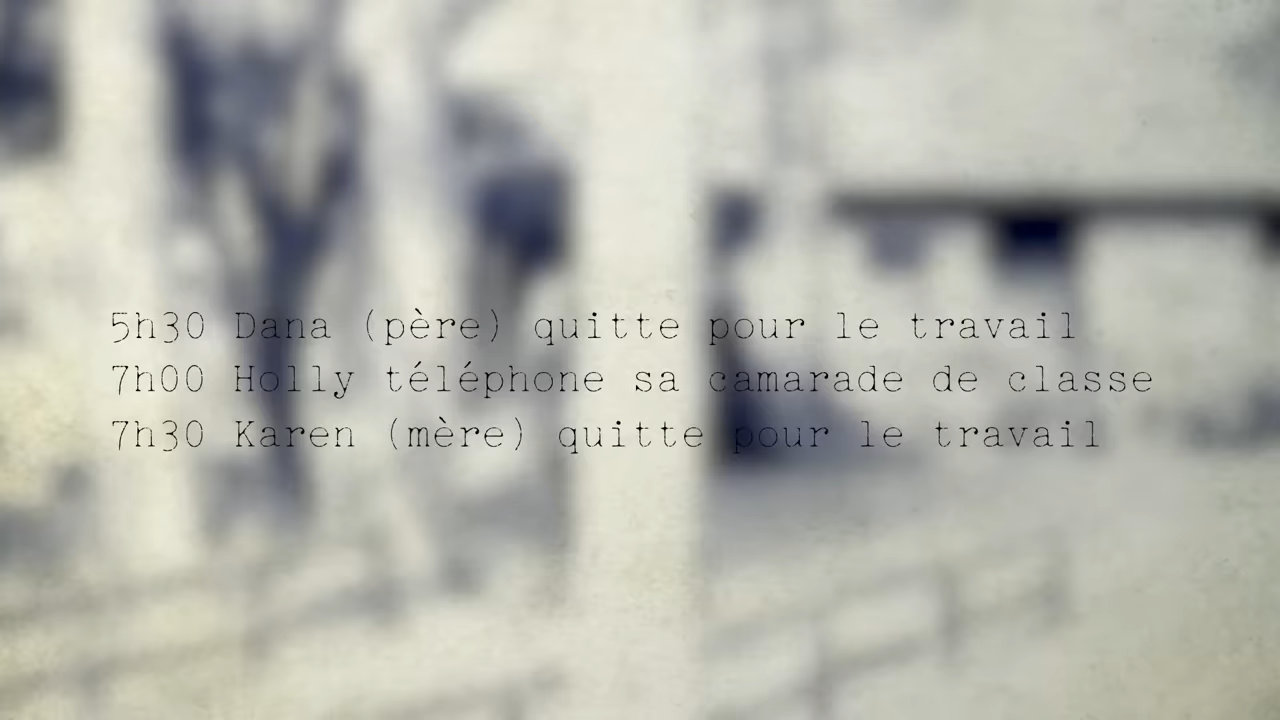 5h30 Dana (père) quitte pour le travail
7h00 Holly téléphone sa camarade de classe
7h30 Karen (mère) quitte pour le travail